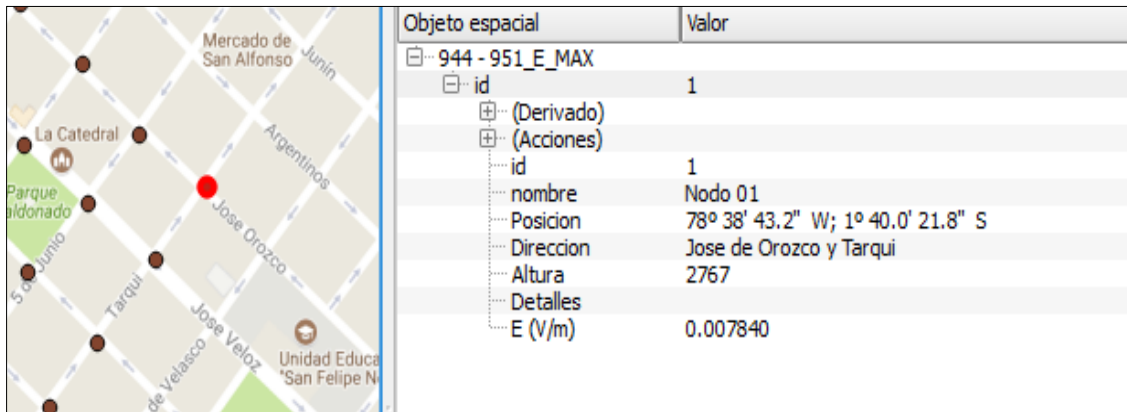 Mercado de
San Alfonso
Junín
La Catedral
Argentinos
Parque
aldonado
Jose Orozco
5 de Junio
Tarqui
Jose Veloz
de Velasco
Unidad Educa
"San Felipe N
Objeto espacial Valor
944 - 951_E_MAX
id 1
(Derivado)
(Acciones)
id 1
nombre Nodo 01
Posicion 78º 38' 43.2" W; 1º 40.0' 21.8" S
Direccion Jose de Orozco y Tarqui
Altura 2767
Detalles
E (V/m) 0.007840